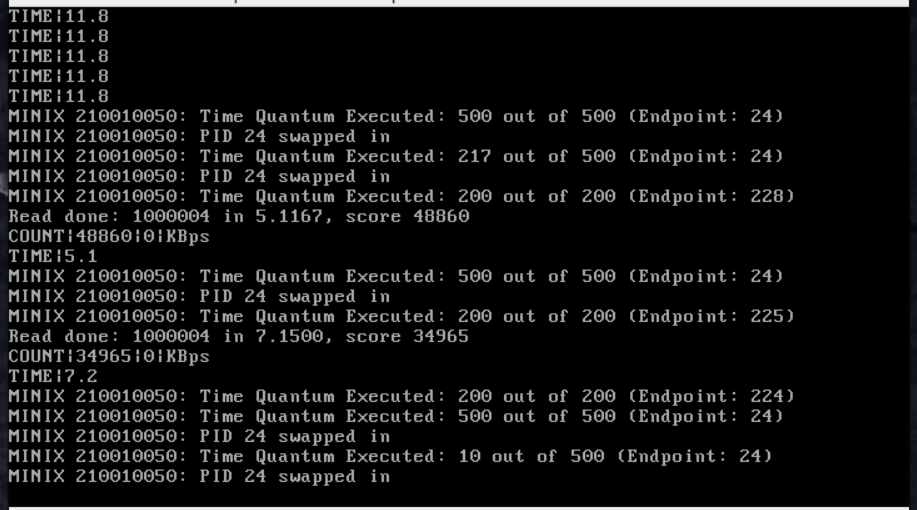 TIME|11.8
TIME|11.8
TIME|11.8
TIME|11.8
TIME|11.8
MINIX 210010050: Time Quantum Executed: 500 out of 500 (Endpoint: 24)
MINIX 210010050: PID 24 swapped in
MINIX 210010050: Time Quantum Executed: 217 out of 500 (Endpoint: 24)
MINIX 210010050: PID 24 swapped in
MINIX 210010050: Time Quantum Executed: 200 out of 200 (Endpoint: 228)
Read done: 1000004 in 5.1167, score 48860
COUNT|48860|0|KBps
TIME|5.1
MINIX 210010050: Time Quantum Executed: 500 out of 500 (Endpoint: 24)
MINIX 210010050: PID 24 swapped in
MINIX 210010050: Time Quantum Executed: 200 out of 200 (Endpoint: 225)
Read done: 1000004 in 7.1500, score 34965
COUNT|34965|0|KBps
TIME|7.2
MINIX 210010050: Time Quantum Executed: 200 out of 200 (Endpoint: 224)
MINIX 210010050: Time Quantum Executed: 500 out of 500 (Endpoint: 24)
MINIX 210010050: PID 24 swapped in
MINIX 210010050: Time Quantum Executed: 10 out of 500 (Endpoint: 24)
MINIX 210010050: PID 24 swapped in